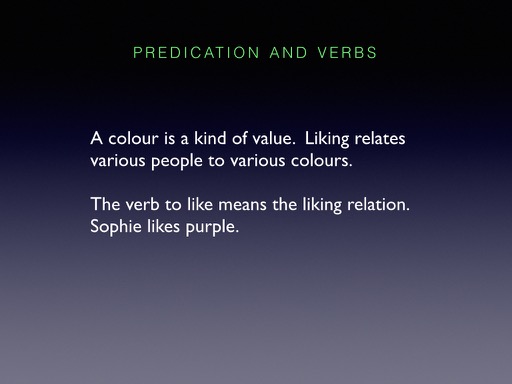 PREDICATION AND VERBS
A colour is a kind of value.  Liking relates
various people to various colours.
The verb to like means the liking relation.
Sophie likes purple.